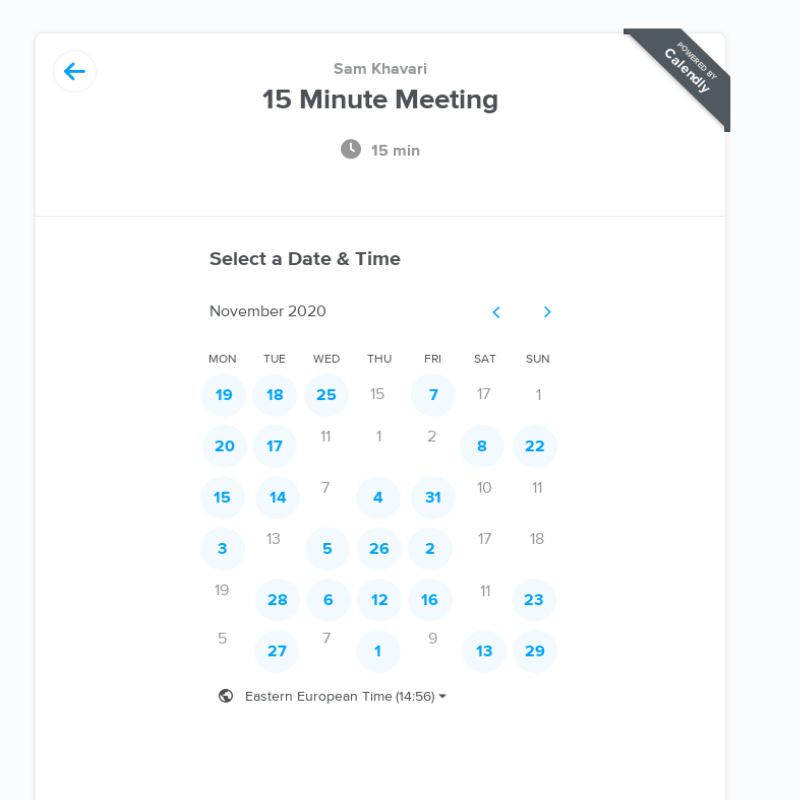 POWERED BY
Calendly
Sam Khavari
15 Minute Meeting
15 min
Select a Date & Time
November 2020
MON TUE WED THU FRI SAT SUN
19 18 25 15 7 17 1
20 17 11 1 2 8 22
15 14 7 4 31 10 11
3 13 5 26 2 17 18
19 28 6 12 16 11 23
5 27 7 1 9 13 29
Eastern European Time (14:56)